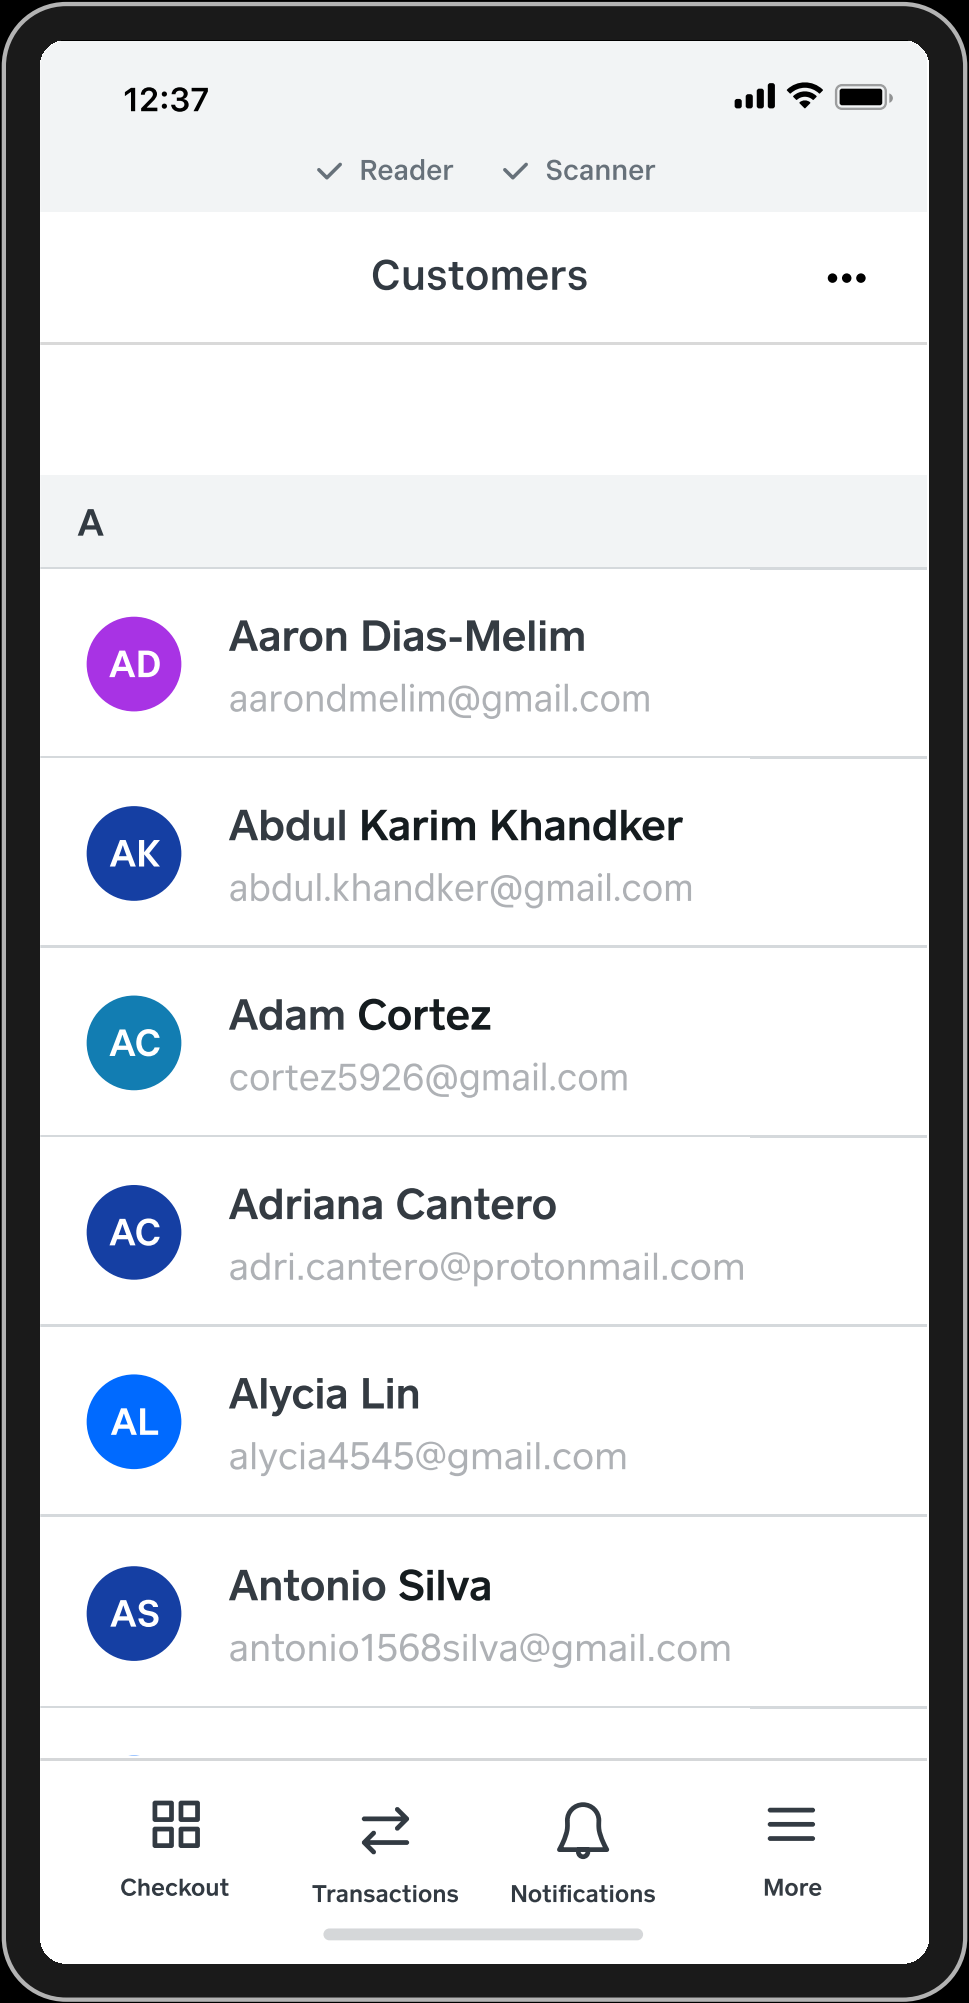 12:37
Reader Scanner
Customers
A
AD
Aaron Dias-Melim
aarondmelim@gmail.com
AK
Abdul Karim Khandker
abdul.khandker@gmail.com
AC
Adam Cortez
cortez5926@gmail.com
AC
Adriana Cantero
adri.cantero@protonmail.com
AL
Alycia Lin
alycia4545@gmail.com
AS
Antonio Silva
antonio1568silva@gmail.com
Checkout Transactions Notifications More